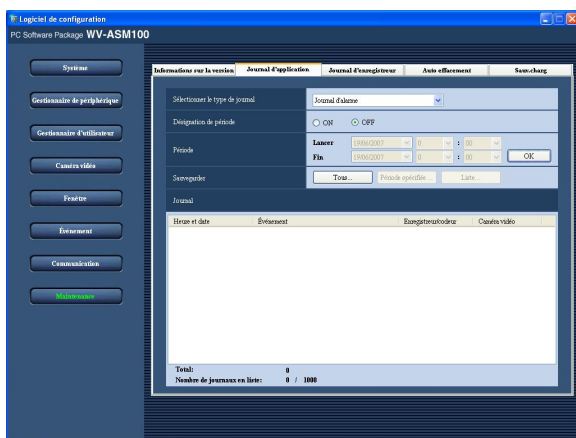 Logiciel de configuration
PC Software Package WV-ASM100
Système
Gestionnaire de périphérique
Gestionnaire d'utilisateur
Caméra vidéo
Fenêtre
Événement
Communication
Maintenance
Informations sur la version
Journal d'application
Journal d'enregistreur
Auto effacement
Sauv.charg
Sélectionner le type de journal
Journal d'alarme
Désignation de période
ON
OFF
Période
Lancer
19/06/2007
0
:
00
Fin
19/06/2007
0
:
00
OK
Sauvegarder
Tous...
Période spécifiée ...
Liste...
Journal
Heure et date
Événement
Enregistreur/codeur
Caméra vidéo
Total: 0
Nombre de journaux en liste: 0 / 1000